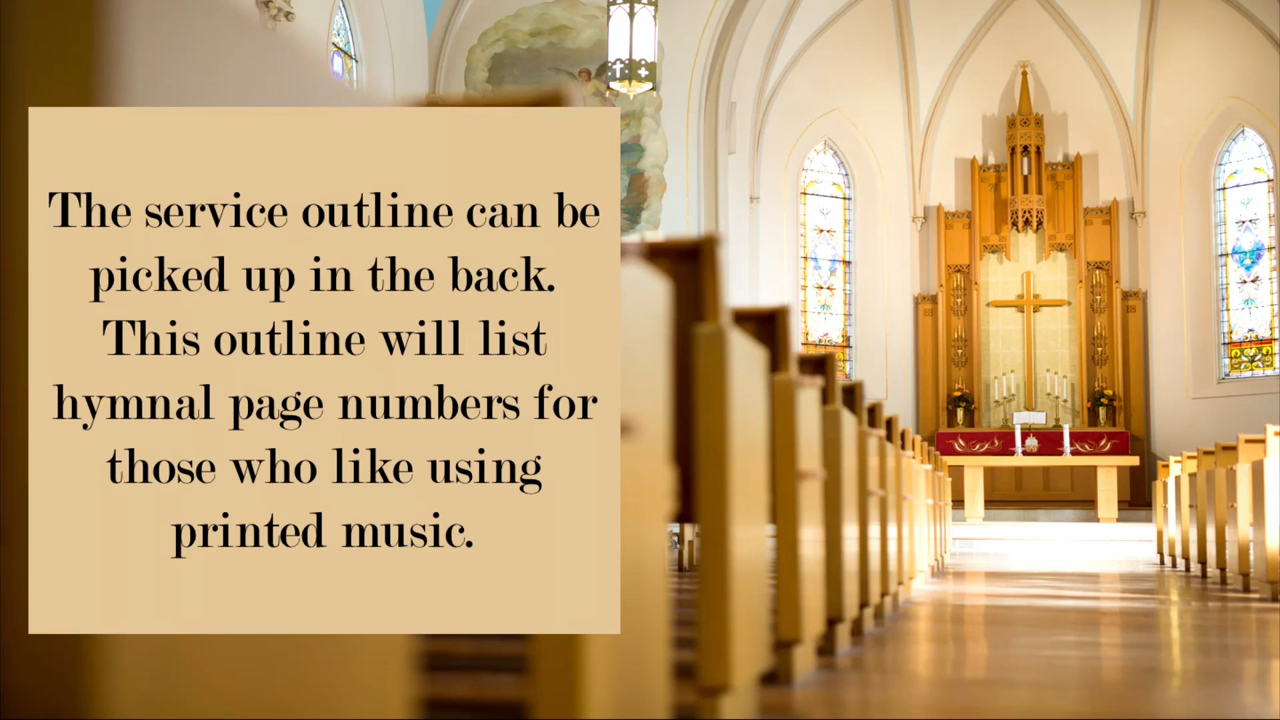 The service outline can be
picked up in the back.
This outline will list
hymnal page numbers for
those who like using
printed music.